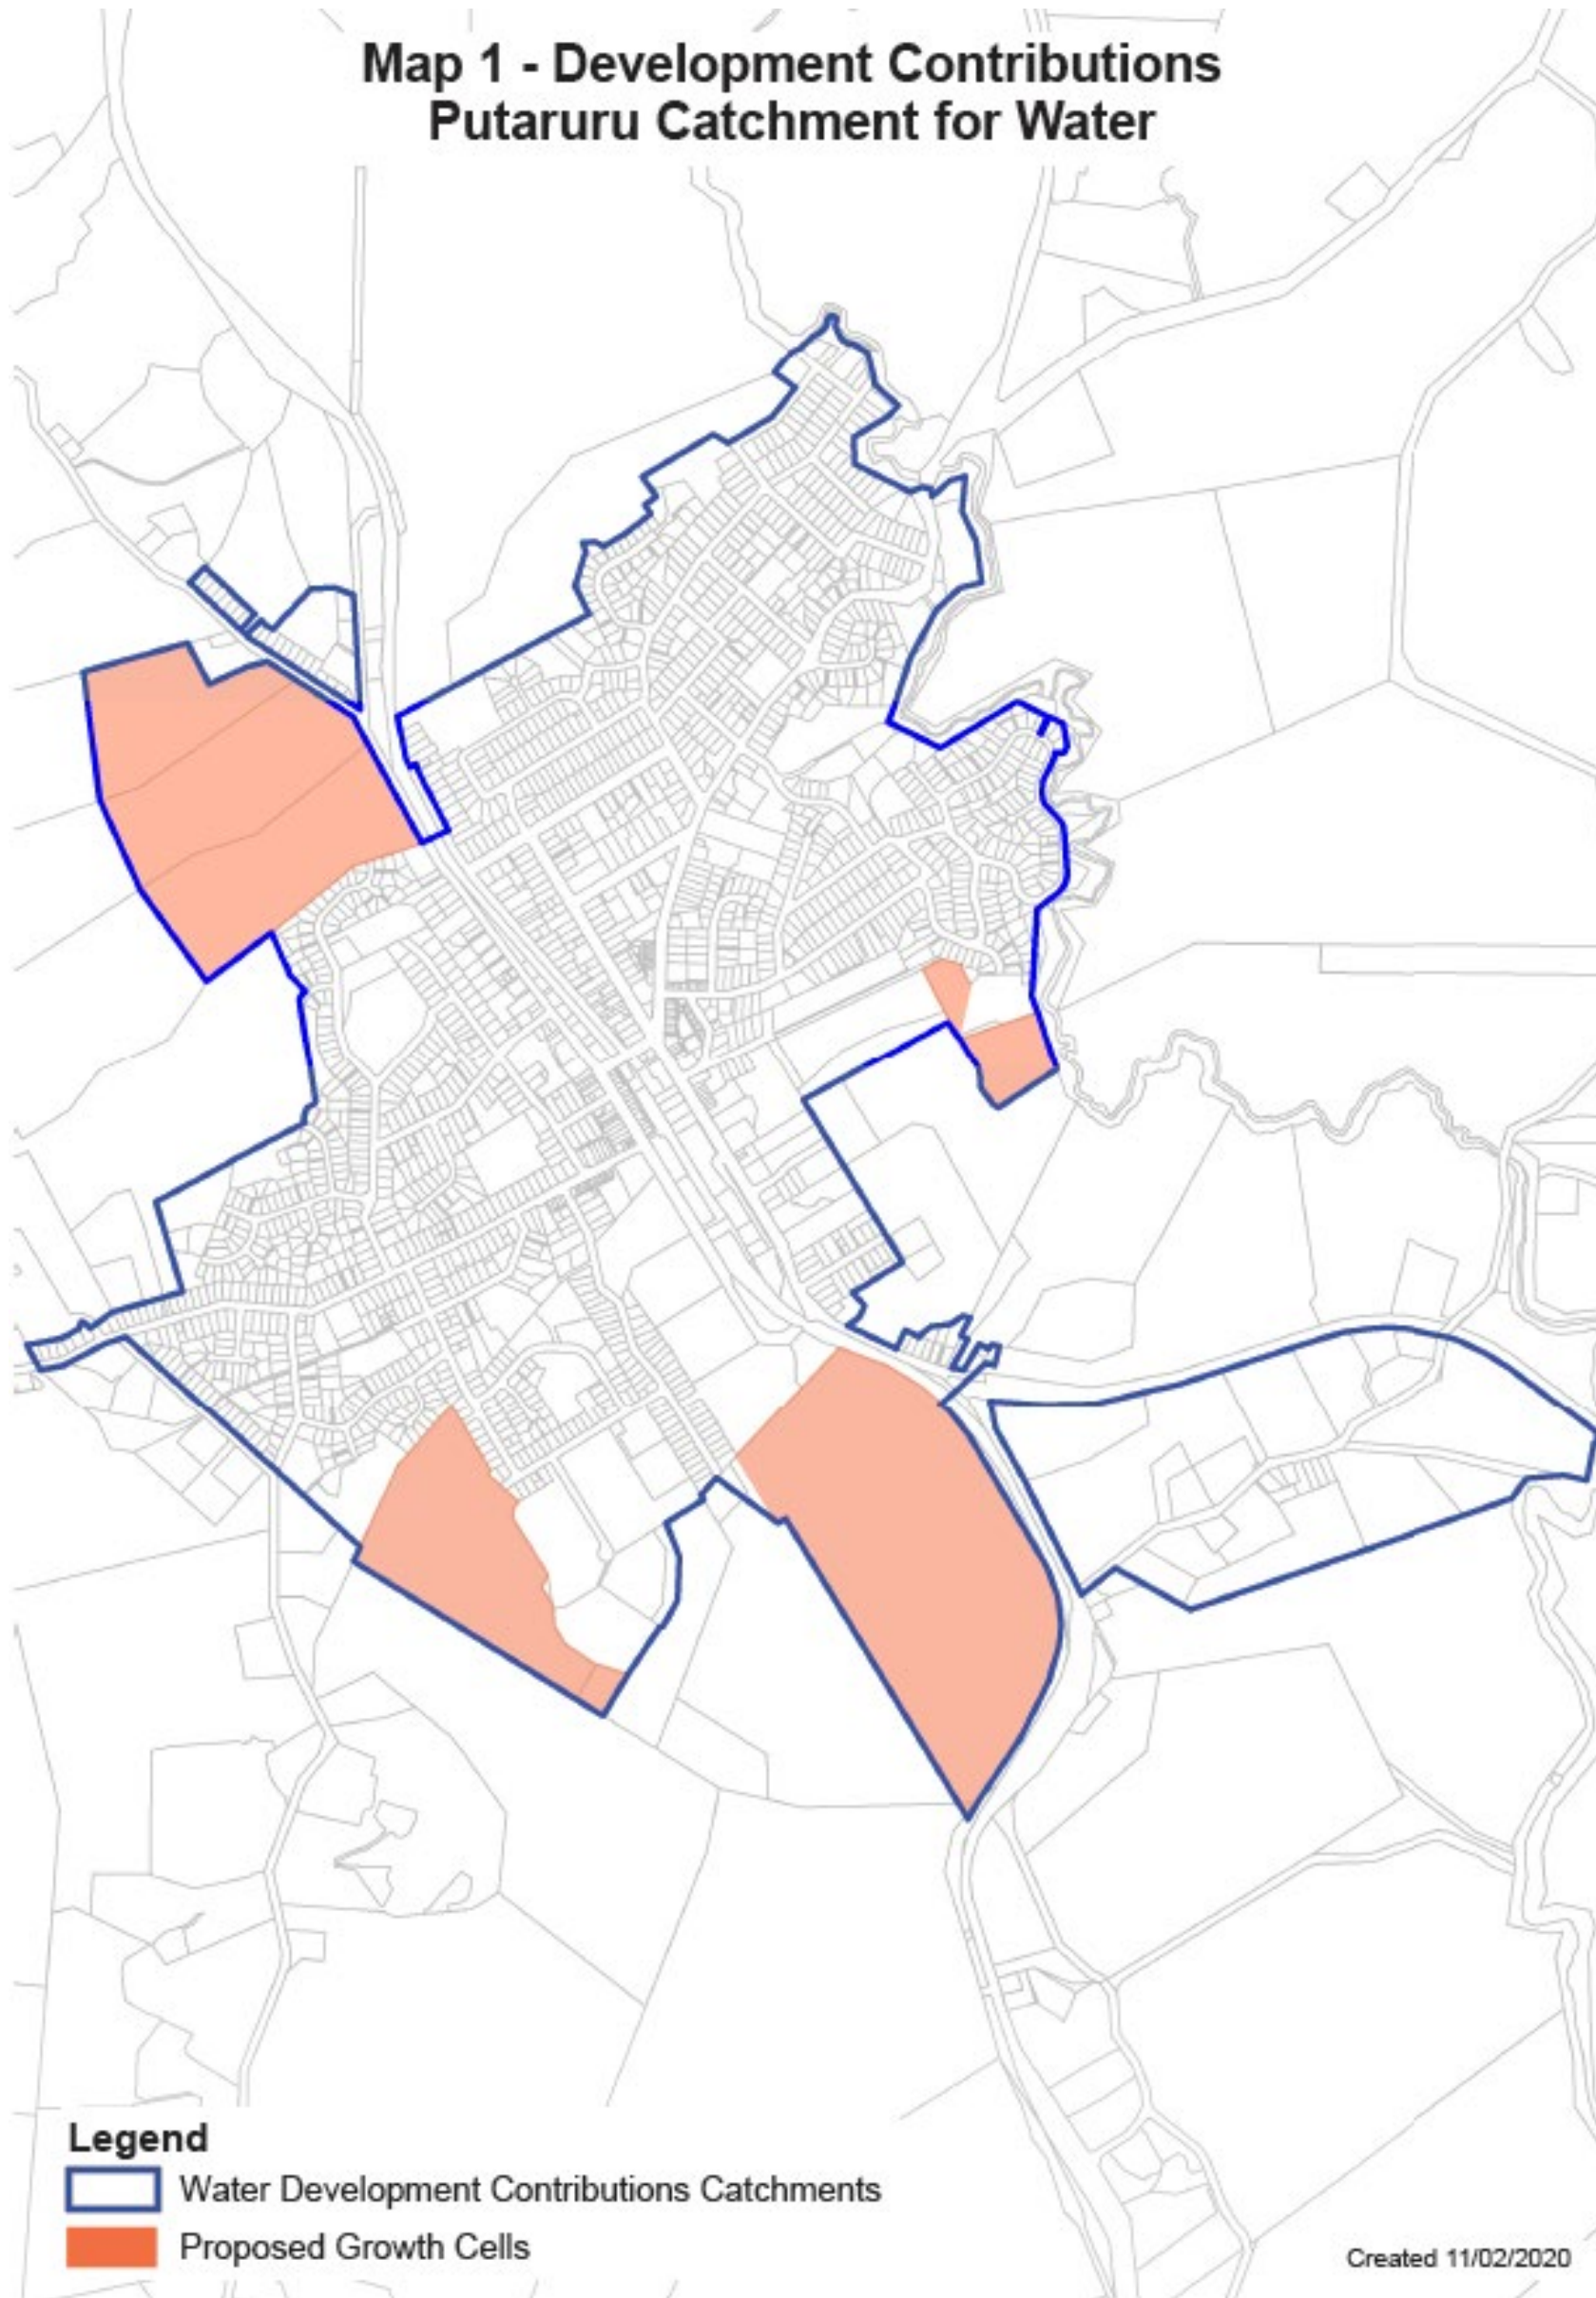 Map 1 - Development Contributions
Putaruru Catchment for Water
Legend
Water Development Contributions Catchments
Proposed Growth Cells
Created 11/02/2020